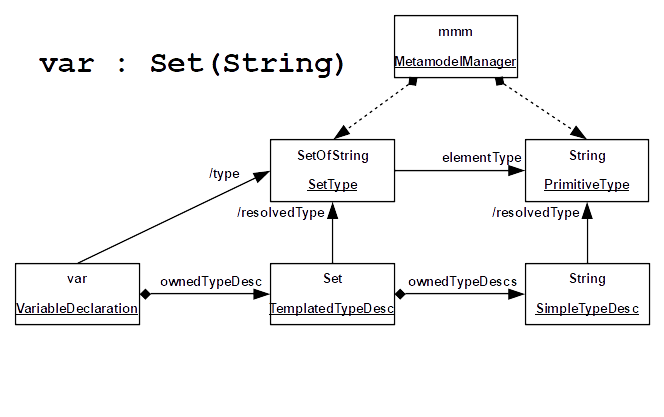 mmm
var : Set(String)
MetamodelManager
SetOfString
elementType
String
/type
SetType
PrimitiveType
/resolvedType
/resolvedType
var
ownedTypeDesc
Set
ownedTypeDescs
String
VariableDeclaration
TemplatedTypeDesc
SimpleTypeDesc